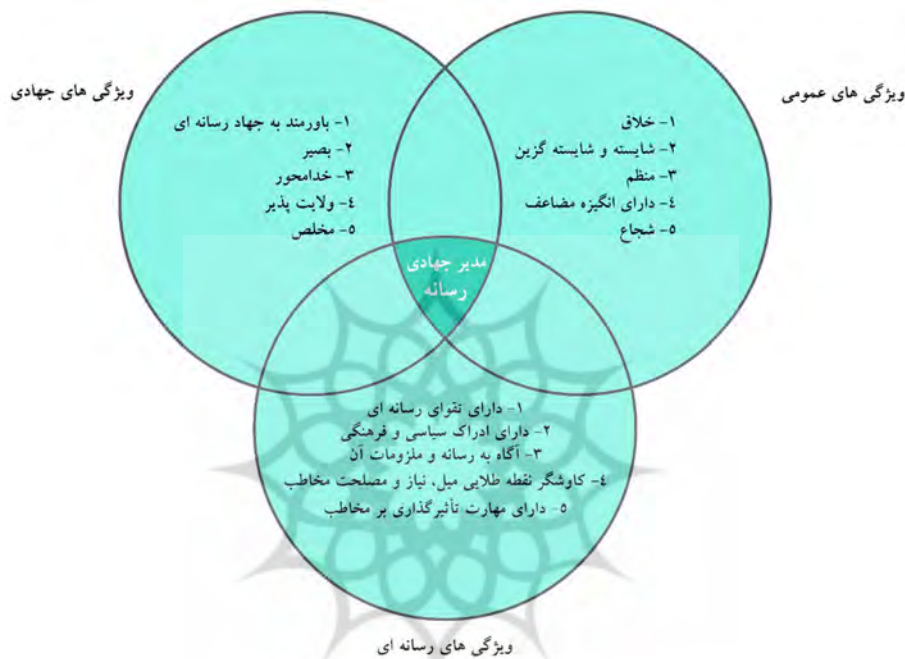 ویژگی های عمومی
۱- خلاق
۲- شایسته و شایسته گزین
۳- منظم
٤- دارای انگیزه مضاعف
٥- شجاع
ویژگی های جهادی
۱- باورمند به جهاد رسانه ای
۲- بصیر
۳- خدامحور
٤- ولایت پذیر
٥- مخلص
مدیر جهادی
رسانه
۱- دارای تقوای رسانه ای
۲- دارای ادراک سیاسی و فرهنگی
۳- آگاه به رسانه و ملزومات آن
٤- کاوشگر نقطه طلایی میل، نیاز و مصلحت مخاطب
٥- دارای مهارت تأثیرگذاری بر مخاطب
ویژگی های رسانه ای